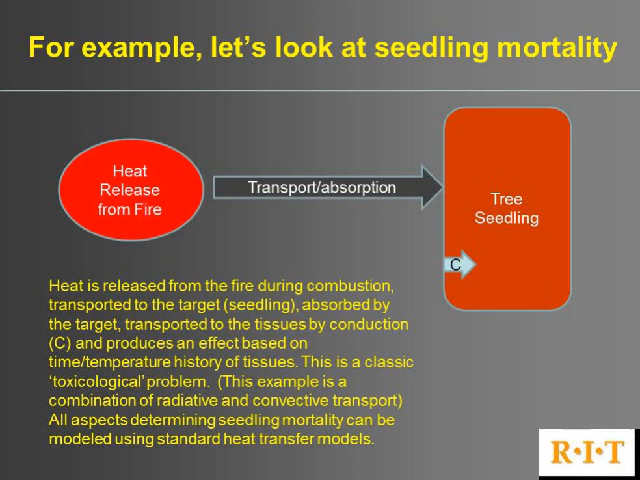 For example, let's look at seedling mortality
Heat
Release
from Fire
Transport/absorption
Tree
Seedling
C
Heat is released from the fire during combustion,
transported to the target (seedling), absorbed by
the target, transported to the tissues by conduction
(C) and produces an effect based on
time/temperature history of tissues. This is a classic
‘toxicological’ problem.  (This example is a
combination of radiative and convective transport)
All aspects determining seedling mortality can be
modeled using standard heat transfer models.
R·I·T